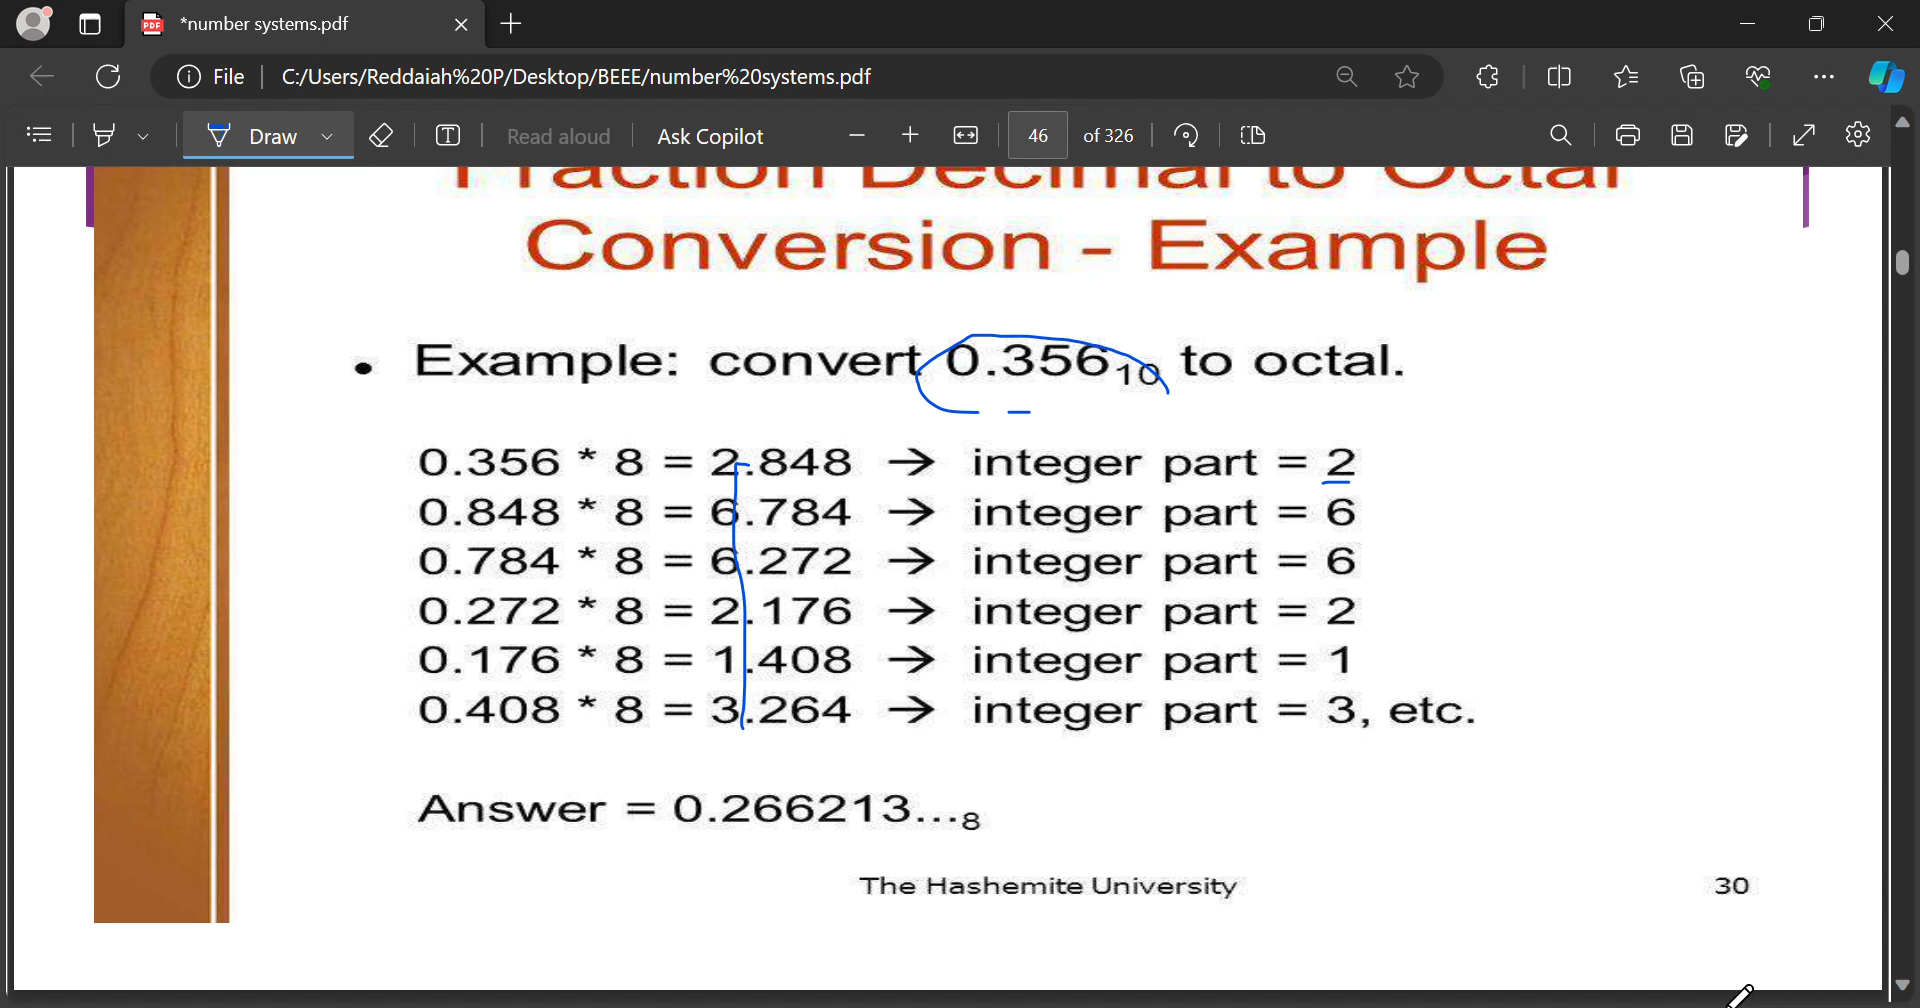 *number systems.pdf
File
C:/Users/Reddaiah%20P/Desktop/BEEE/number%20systems.pdf
Draw
Read aloud
Ask Copilot
46 of 326
Fraction Decimal to Octal
Conversion - Example
• Example: convert 0.356₁₀ to octal.
0.356 * 8 = 2.848 → integer part = 2
0.848 * 8 = 6.784 → integer part = 6
0.784 * 8 = 6.272 → integer part = 6
0.272 * 8 = 2.176 → integer part = 2
0.176 * 8 = 1.408 → integer part = 1
0.408 * 8 = 3.264 → integer part = 3, etc.
Answer = 0.266213...₈
The Hashemite University
30